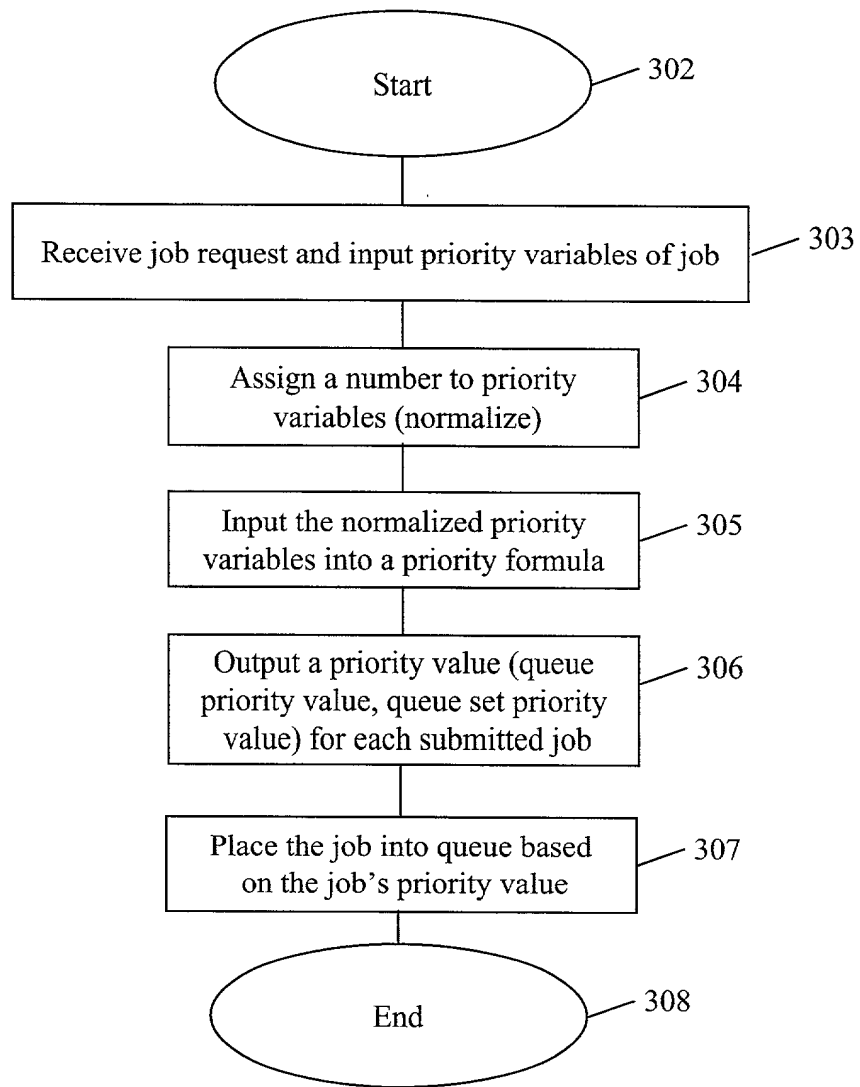 Start
302
Receive job request and input priority variables of job
303
Assign a number to priority
variables (normalize)
304
Input the normalized priority
variables into a priority formula
305
Output a priority value (queue
priority value, queue set priority
value) for each submitted job
306
Place the job into queue based
on the job's priority value
307
End
308